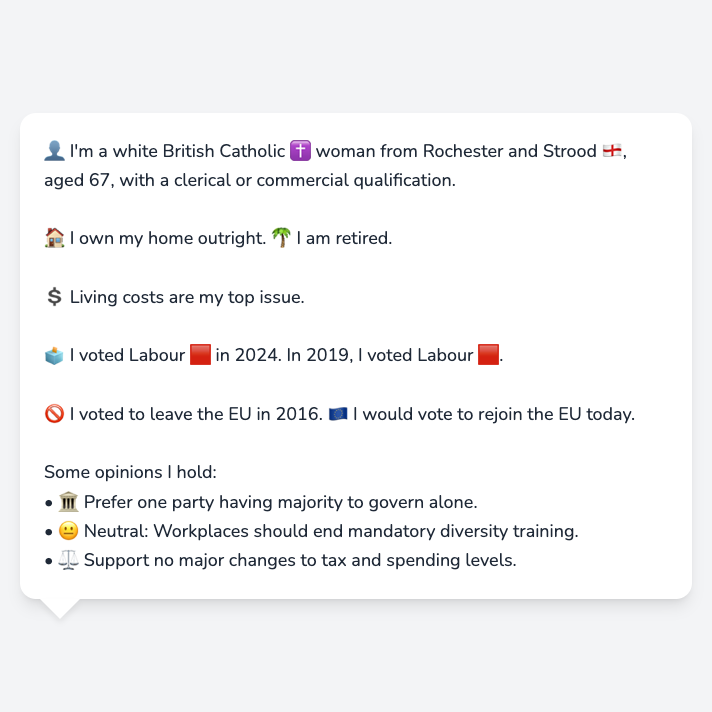 👤 I'm a white British Catholic ✝️ woman from Rochester and Strood 🏴󠁧󠁢󠁥󠁮󠁧󠁿,
aged 67, with a clerical or commercial qualification.
🏠 I own my home outright. 🌴 I am retired.
💲 Living costs are my top issue.
🗳️ I voted Labour 🟥 in 2024. In 2019, I voted Labour 🟥.
🚫 I voted to leave the EU in 2016. 🇪🇺 I would vote to rejoin the EU today.
Some opinions I hold:
• 🏛️ Prefer one party having majority to govern alone.
• 😐 Neutral: Workplaces should end mandatory diversity training.
• ⚖️ Support no major changes to tax and spending levels.